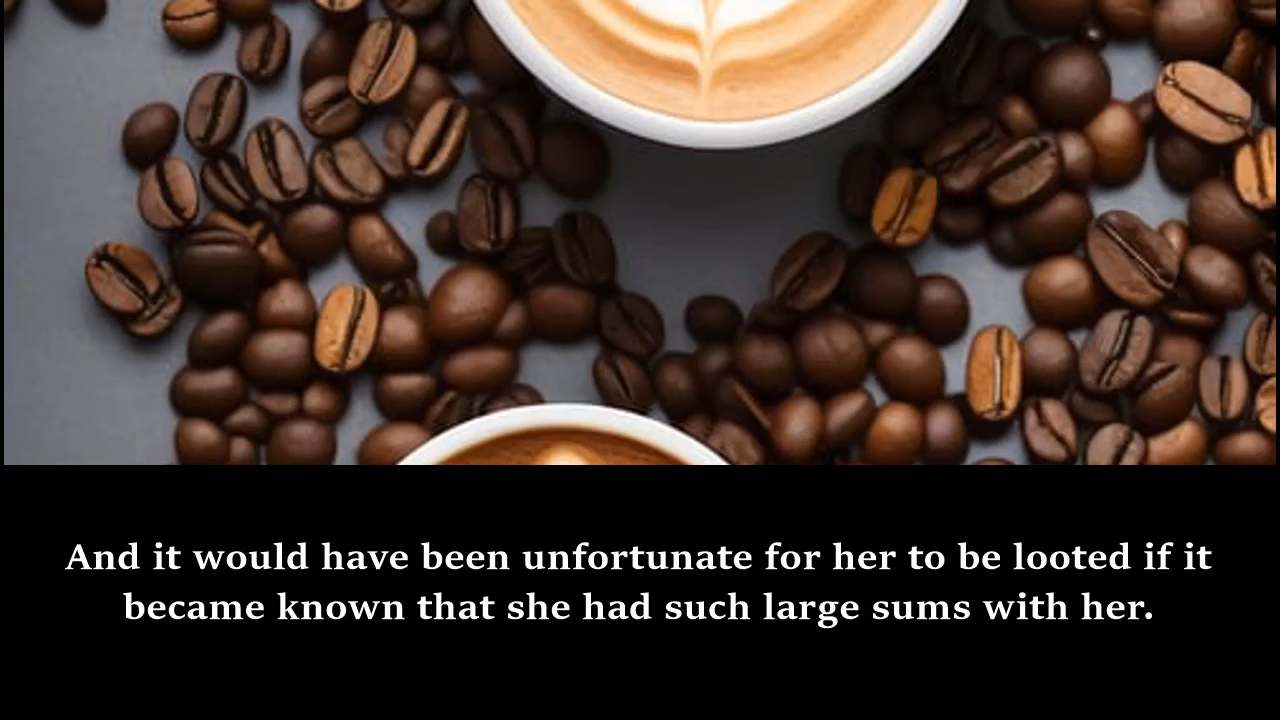 And it would have been unfortunate for her to be looted if it
became known that she had such large sums with her.